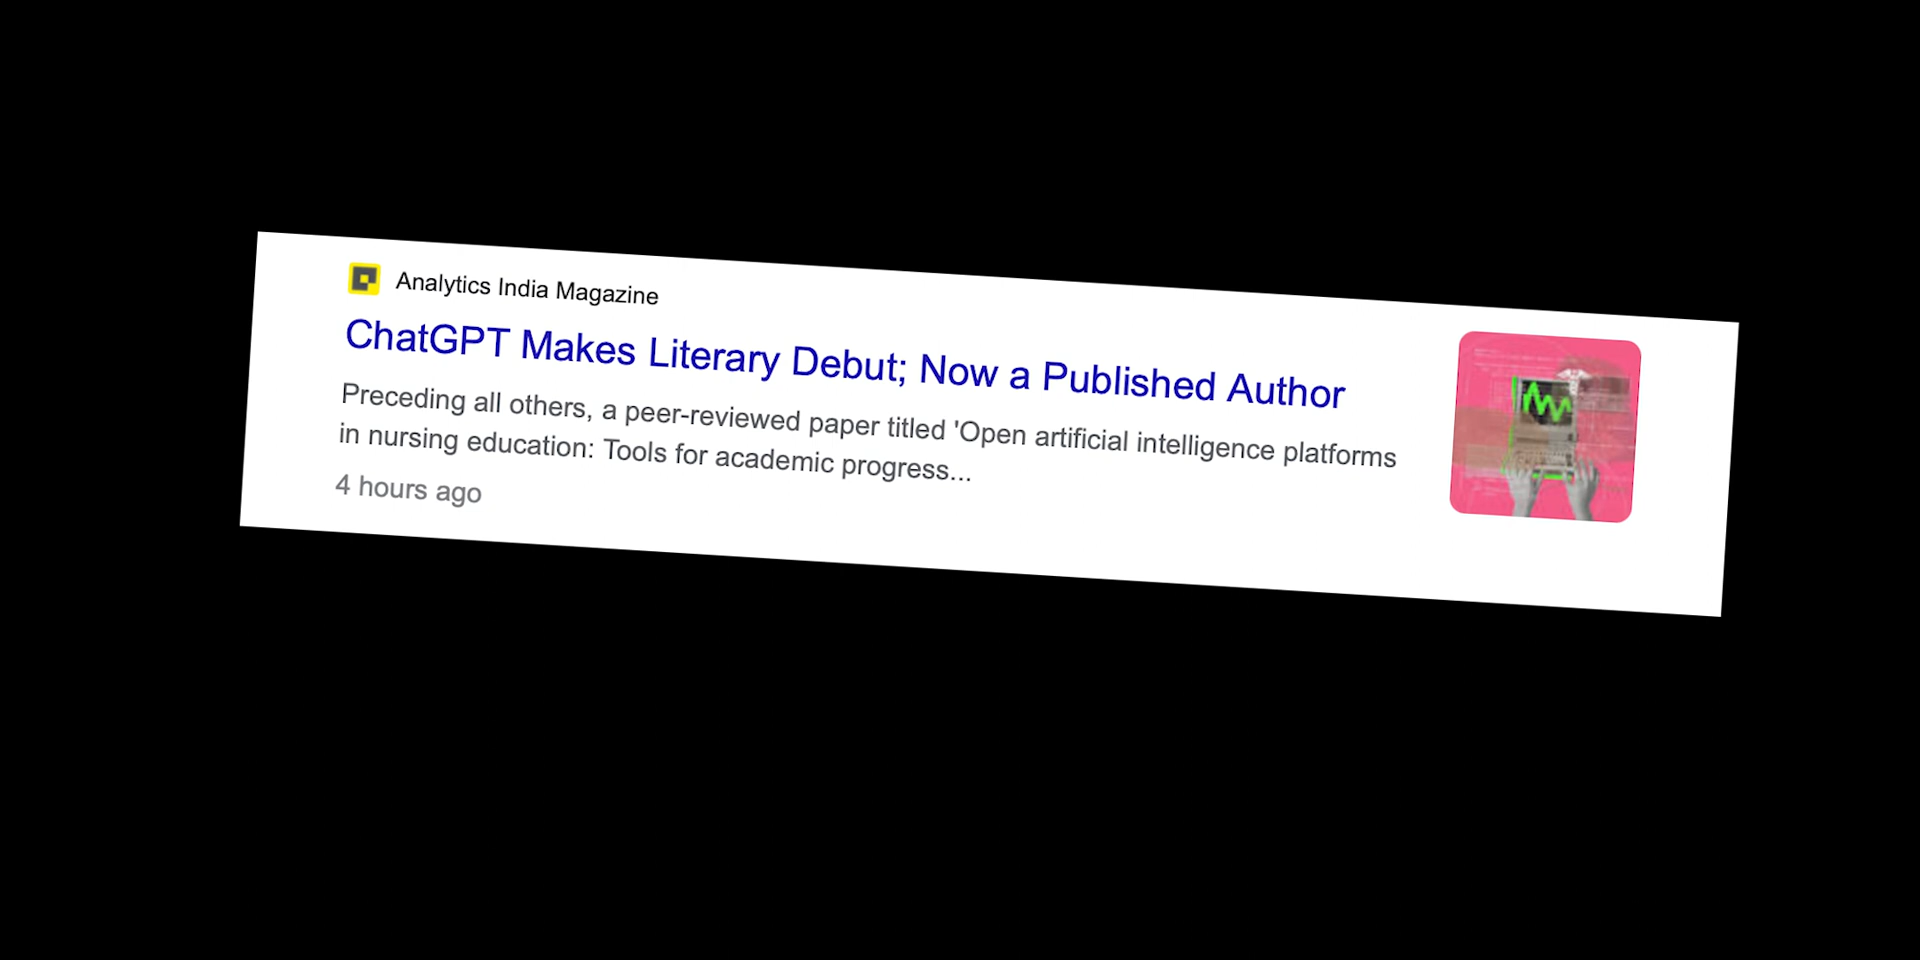 Analytics India Magazine
ChatGPT Makes Literary Debut; Now a Published Author
Preceding all others, a peer-reviewed paper titled 'Open artificial intelligence platforms
in nursing education: Tools for academic progress...
4 hours ago